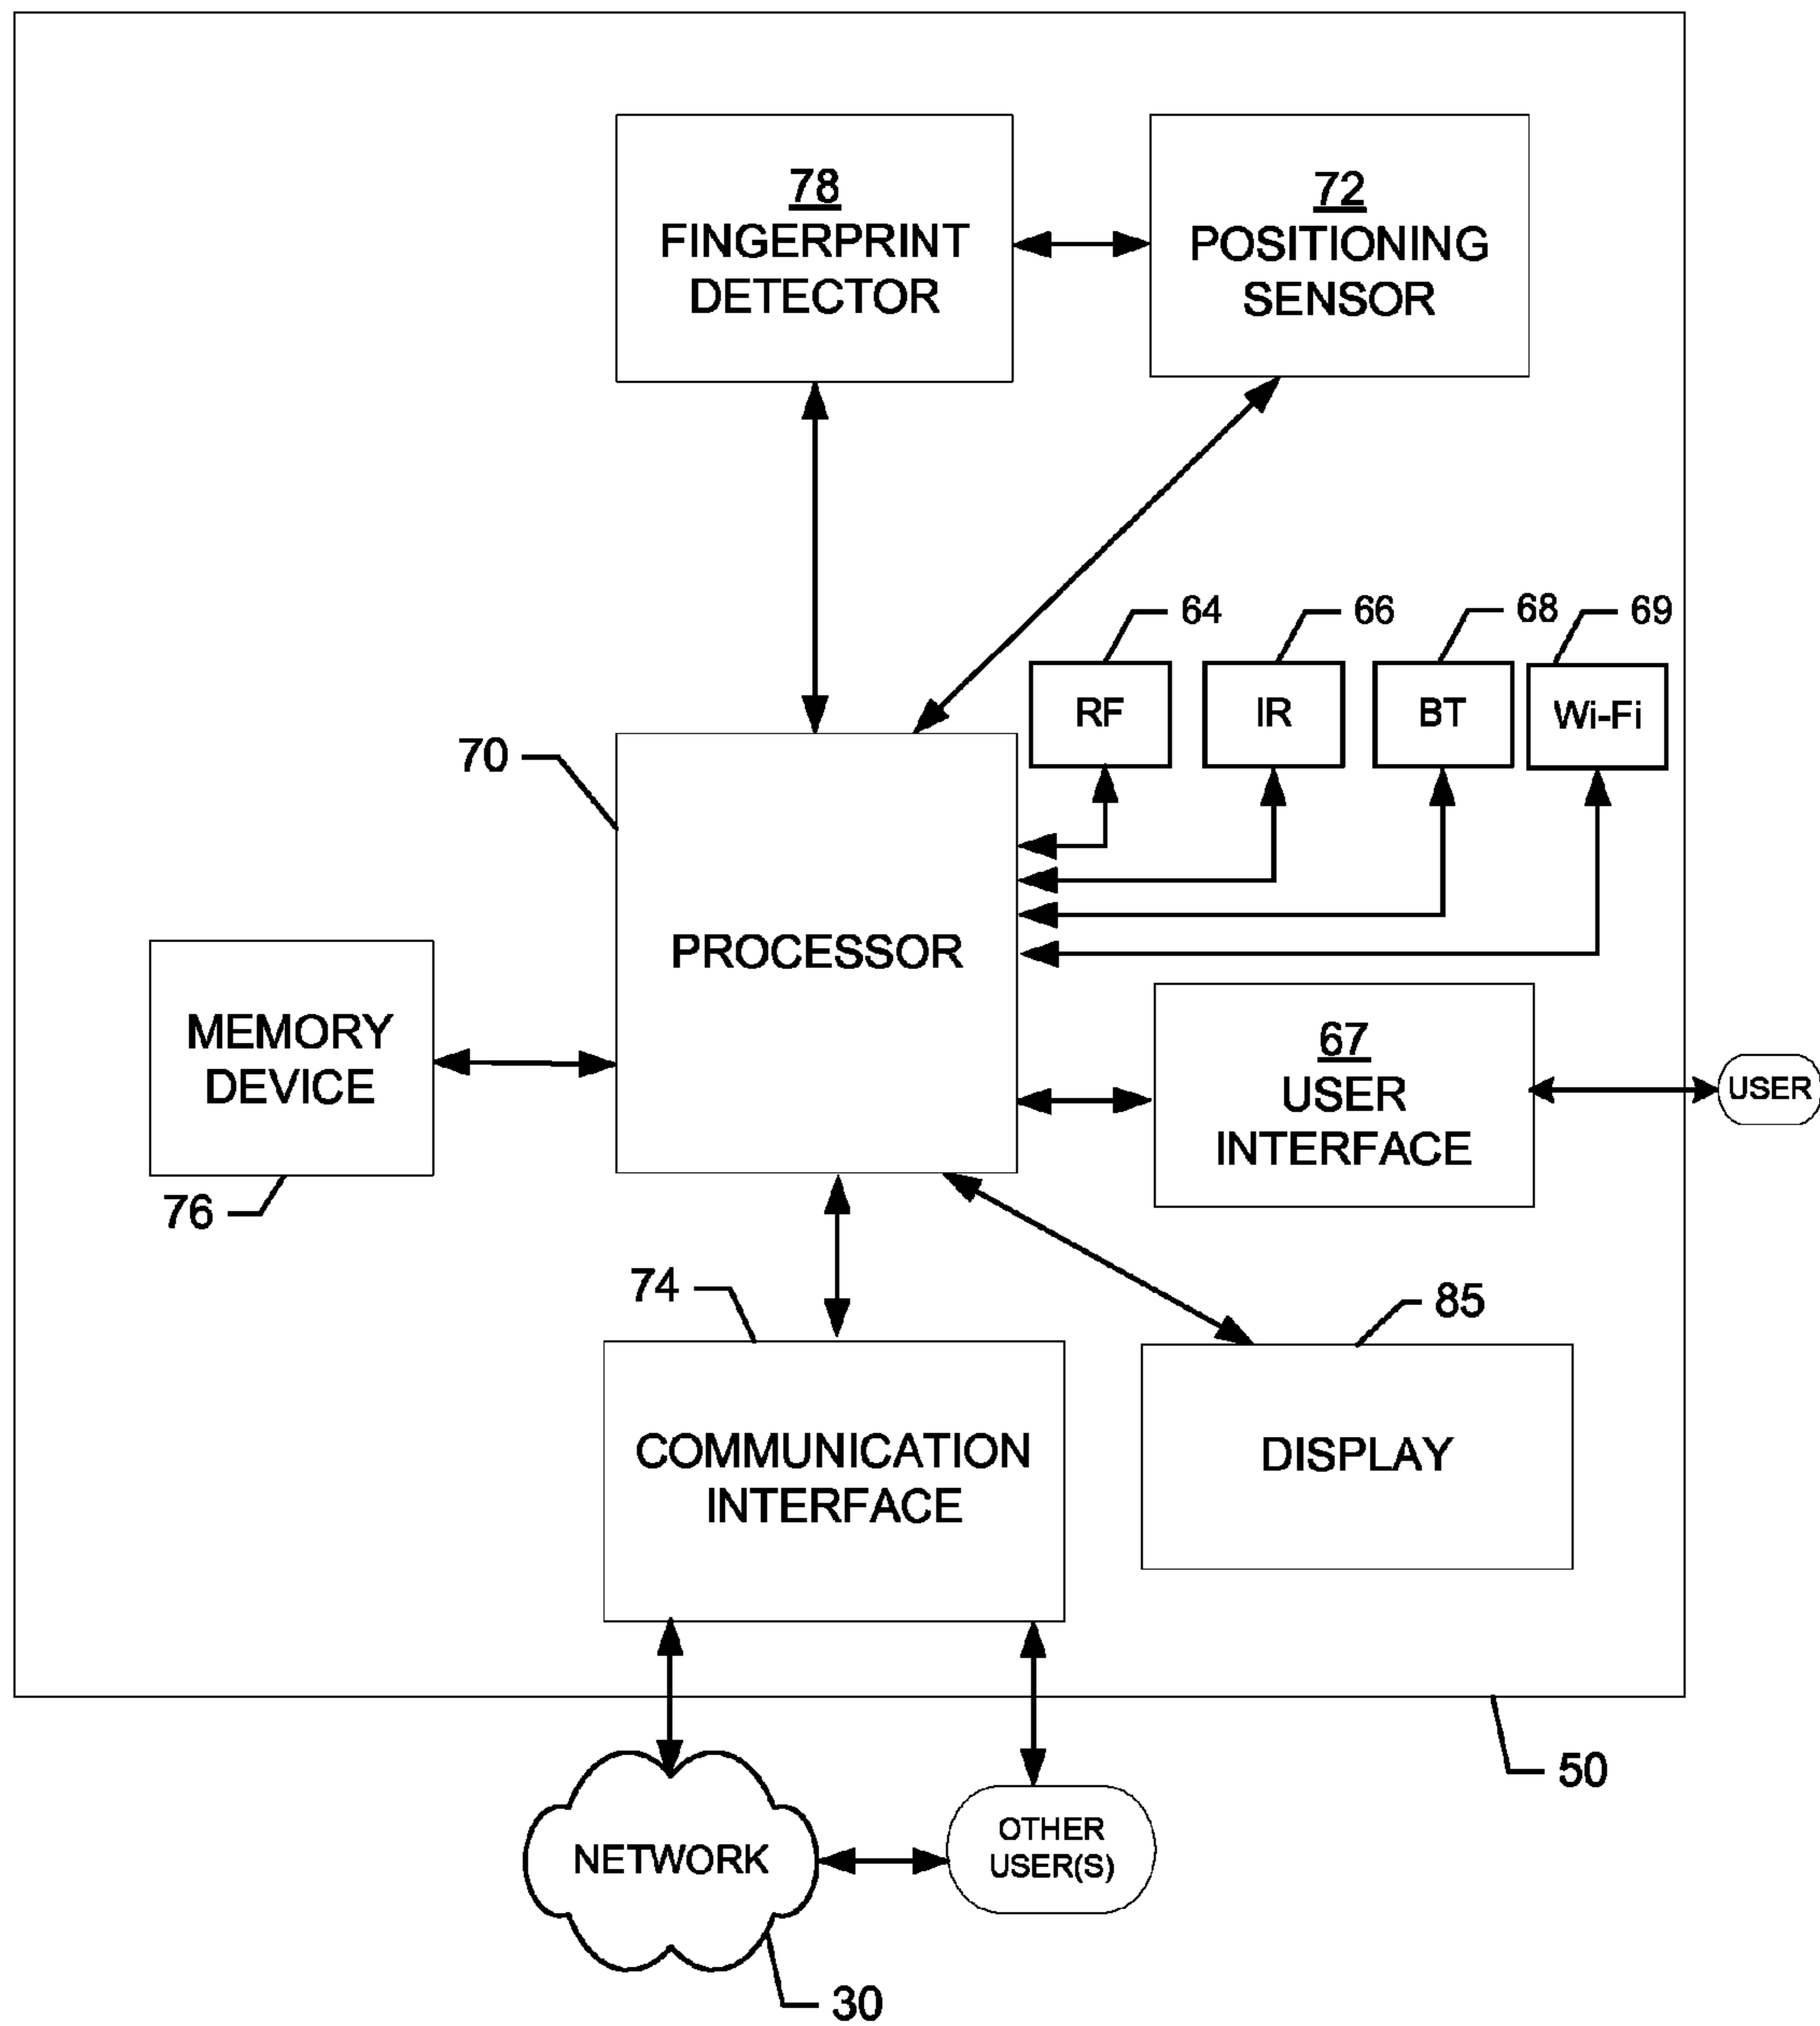 78
FINGERPRINT
DETECTOR
72
POSITIONING
SENSOR
64
66
68
69
RF
IR
BT
Wi-Fi
70
PROCESSOR
MEMORY
DEVICE
76
67
USER
INTERFACE
USER
74
COMMUNICATION
INTERFACE
85
DISPLAY
50
NETWORK
OTHER
USER(S)
30